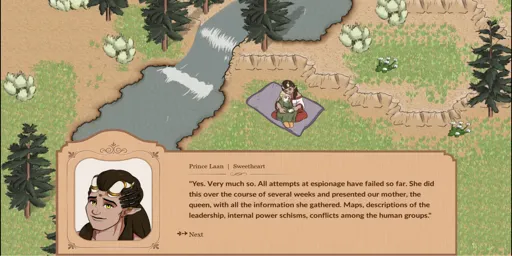 Prince Laan | Sweetheart
"Yes. Very much so. All attempts at espionage have failed so far. She did
this over the course of several weeks and presented our mother, the
queen, with all the information she gathered. Maps, descriptions of the
leadership, internal power schisms, conflicts among the human groups."
Next